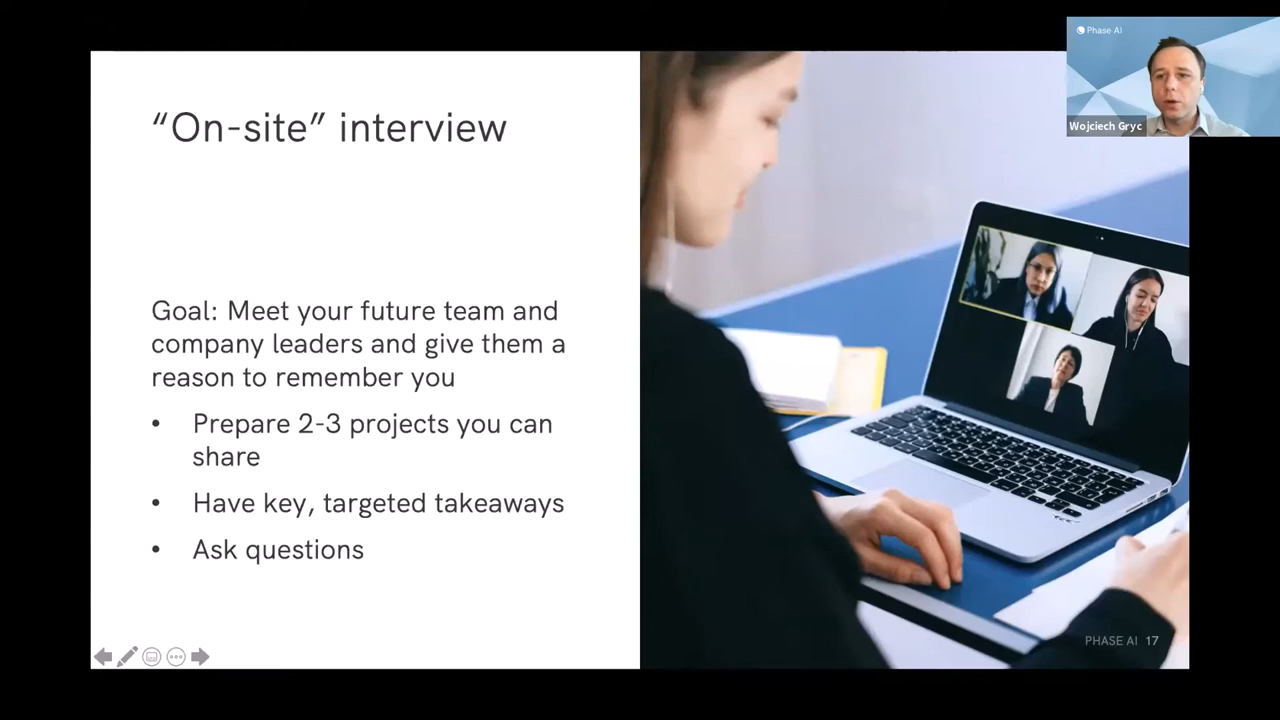 Phase AI
Wojciech Gryc
“On-site” interview
Goal: Meet your future team and
company leaders and give them a
reason to remember you
• Prepare 2-3 projects you can
share
• Have key, targeted takeaways
• Ask questions
PHASE AI 17